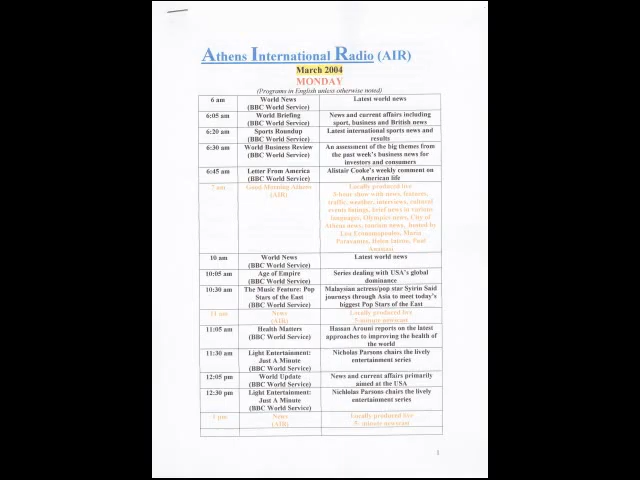 Athens International Radio (AIR)
March 2004
MONDAY
(Programs in English unless otherwise noted)
6 am World News Latest world news
(BBC World Service)
6:05 am World Briefing News and current affairs including
(BBC World Service) sport, business and British news
6:20 am Sports Roundup Latest international sports news and
(BBC World Service) results
6:30 am World Business Review An assessment of the big themes from
(BBC World Service) the past week's business news for
investors and consumers
6:45 am Letter From America Alistair Cooke's weekly comment on
(BBC World Service) American life
7 am Good Morning Athens Locally produced live
(AIR) 3-hour show with news, features,
traffic, weather, interviews, cultural
events listings, brief news in various
languages, Olympics news, City of
Athens news, tourism news, hosted by
10 am World News Latest world news
(BBC World Service)
10:05 am Age of Empire Series dealing with USA's global
(BBC World Service) dominance
10:30 am The Music Feature: Pop Malaysian actress/pop star Syirin Said
Stars of the East journeys through Asia to meet today's
(BBC World Service) biggest Pop Stars of the East
11 am News Locally produced live
(AIR) 5-minute newscast
11:05 am Health Matters Hassan Arouni reports on the latest
(BBC World Service) approaches to improving the health of
the world
11:30 am Light Entertainment: Nicholas Parsons chairs the lively
Just A Minute entertainment series
(BBC World Service)
12:05 pm World Update News and current affairs primarily
(BBC World Service) aimed at the USA
12:30 pm Light Entertainment: Nichlolas Parsons chairs the lively
Just A Minute entertainment series
(BBC World Service)
1 pm News Locally produced live
(AIR) 5- minute newscast
1